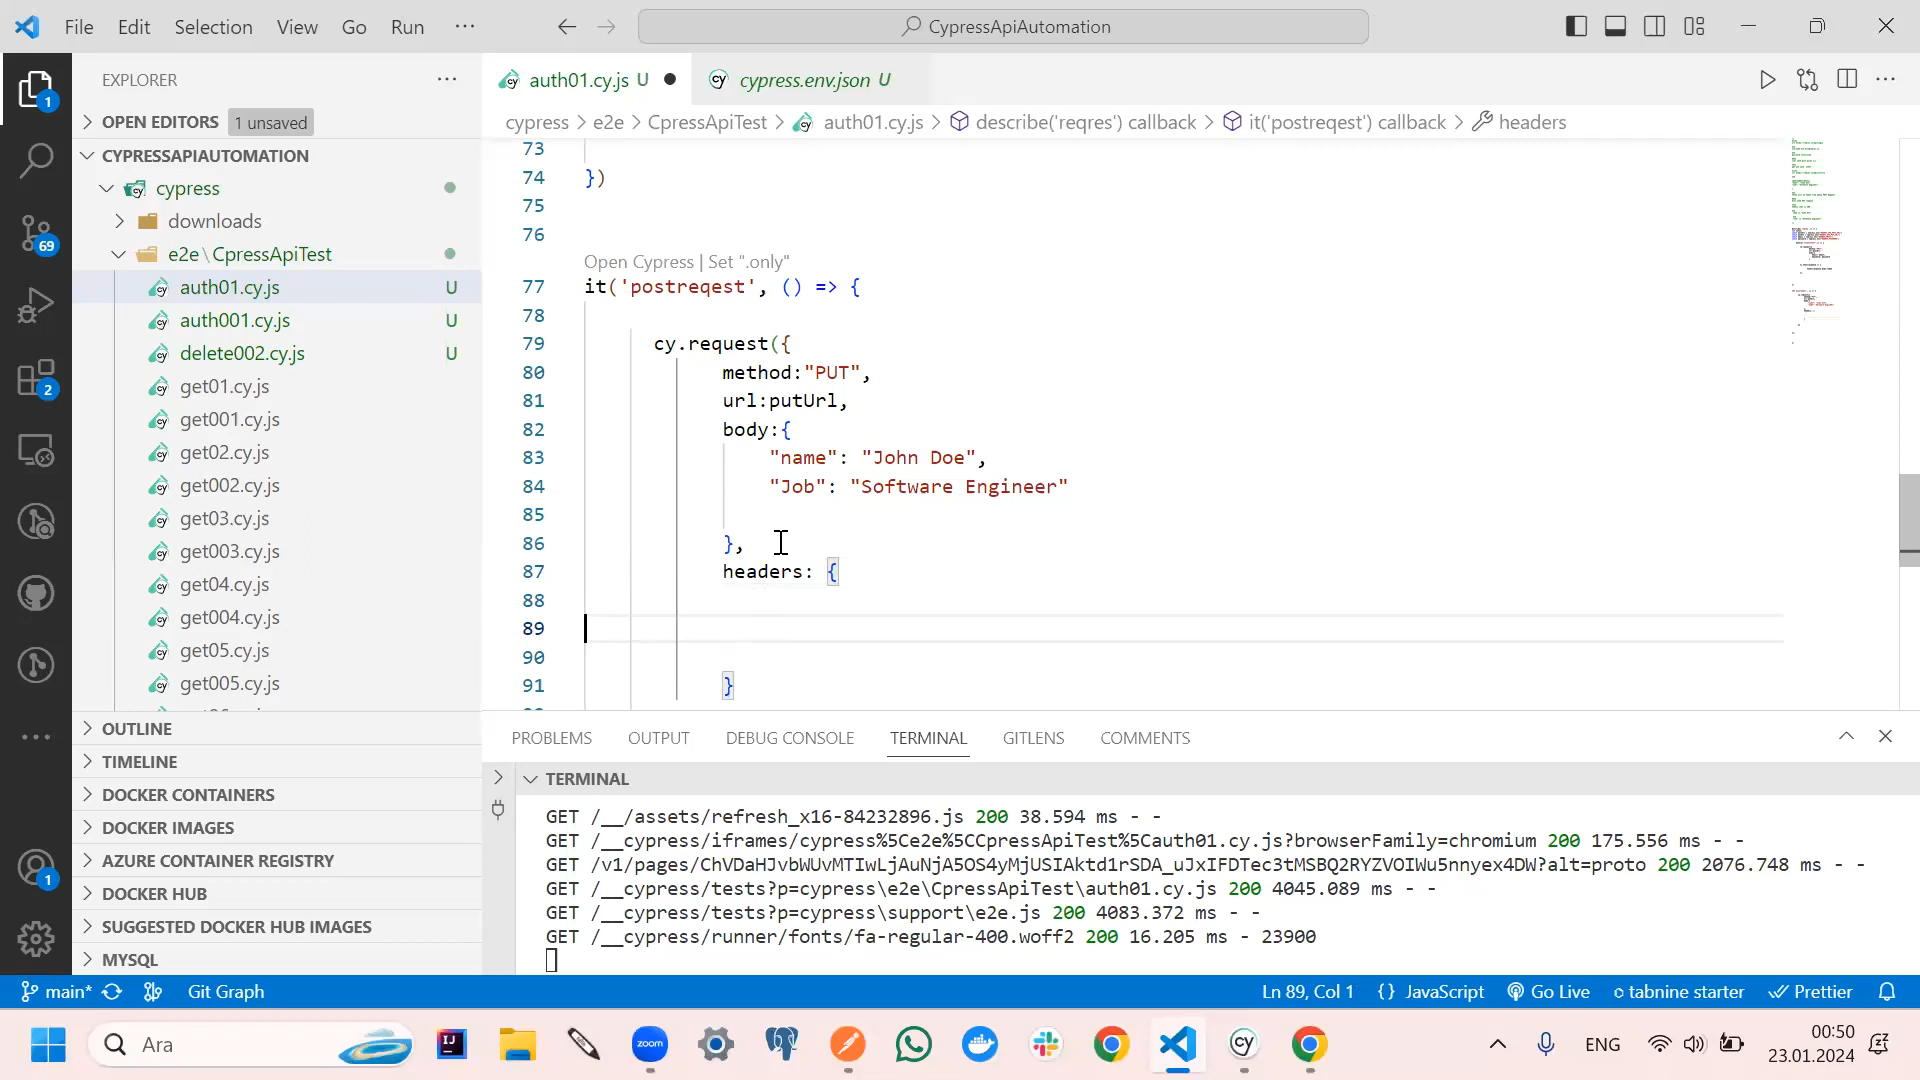 File Edit Selection View Go Run ···
CypressApiAutomation
EXPLORER
OPEN EDITORS 1 unsaved
CYPRESSAPIAUTOMATION
cypress
downloads
e2e\CpressApiTest
auth01.cy.js U
auth001.cy.js U
delete002.cy.js U
get01.cy.js
get001.cy.js
get02.cy.js
get002.cy.js
get03.cy.js
get003.cy.js
get04.cy.js
get004.cy.js
get05.cy.js
get005.cy.js
OUTLINE
TIMELINE
DOCKER CONTAINERS
DOCKER IMAGES
AZURE CONTAINER REGISTRY
DOCKER HUB
SUGGESTED DOCKER HUB IMAGES
MYSQL
1
69
2
1
auth01.cy.js U ● cypress.env.json U
cypress > e2e > CpressApiTest > auth01.cy.js > describe('reqres') callback > it('postreqest') callback > headers
73
74 })
75
76
Open Cypress | Set ".only"
77 it('postreqest', () => {
78
79 cy.request({
80 method:"PUT",
81 url:putUrl,
82 body:{
83 "name": "John Doe",
84 "Job": "Software Engineer"
85
86 },
87 headers: {
88
89
90
91 }
PROBLEMS OUTPUT DEBUG CONSOLE TERMINAL GITLENS COMMENTS
TERMINAL
GET /__/assets/refresh_x16-84232896.js 200 38.594 ms - -
GET /__cypress/iframes/cypress%5Ce2e%5CCpressApiTest%5Cauth01.cy.js?browserFamily=chromium 200 175.556 ms - -
GET /v1/pages/ChVDaHJvbWUvMTIwLjAuNjA5OS4yMjUSIAktd1rSDA_uJxIFDTec3tMSBQ2RYZVOIWu5nnyex4DW?alt=proto 200 2076.748 ms - -
GET /__cypress/tests?p=cypress\e2e\CpressApiTest\auth01.cy.js 200 4045.089 ms - -
GET /__cypress/tests?p=cypress\support\e2e.js 200 4083.372 ms - -
GET /__cypress/runner/fonts/fa-regular-400.woff2 200 16.205 ms - 23900
main* Git Graph Ln 89, Col 1 {} JavaScript Go Live tabnine starter Prettier
Ara
zoom
ENG
00:50
23.01.2024